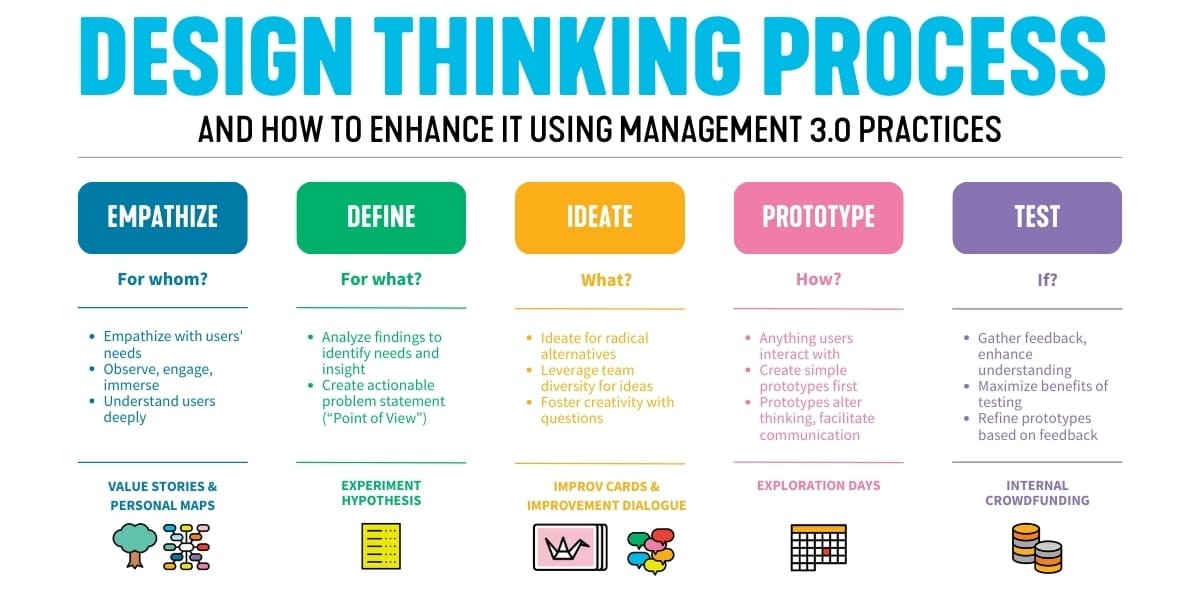 DESIGN THINKING PROCESS
AND HOW TO ENHANCE IT USING MANAGEMENT 3.0 PRACTICES
EMPATHIZE
For whom?
• Empathize with users'
needs
• Observe, engage,
immerse
• Understand users
deeply
VALUE STORIES &
PERSONAL MAPS
DEFINE
For what?
• Analyze findings to
identify needs and
insight
• Create actionable
problem statement
(“Point of View”)
EXPERIMENT
HYPOTHESIS
IDEATE
What?
• Ideate for radical
alternatives
• Leverage team
diversity for ideas
• Foster creativity with
questions
IMPROV CARDS &
IMPROVEMENT DIALOGUE
PROTOTYPE
How?
• Anything users
interact with
• Create simple
prototypes first
• Prototypes alter
thinking, facilitate
communication
EXPLORATION DAYS
TEST
If?
• Gather feedback,
enhance
understanding
• Maximize benefits of
testing
• Refine prototypes
based on feedback
INTERNAL
CROWDFUNDING